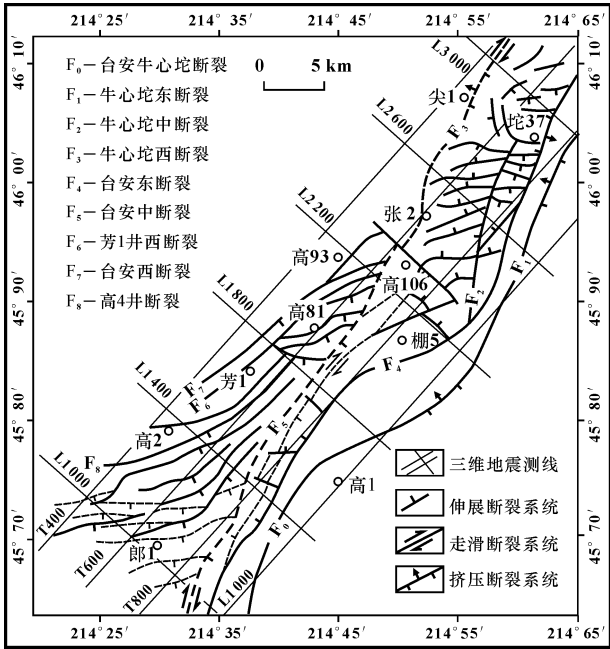 214° 25′ 214° 35′ 214° 45′ 214° 55′ 214° 65′
46° 10′
46° 00′
45° 90′
45° 80′
45° 70′
F₀－台安牛心坨断裂
F₁－牛心坨东断裂
F₂－牛心坨中断裂
F₃－牛心坨西断裂
F₄－台安东断裂
F₅－台安中断裂
F₆－芳1井西断裂
F₇－台安西断裂
F₈－高4井断裂
0 5 km
L3 000
尖1
坨37
F₃
L2 600
张2
L2 200
高93
高106
F₂
F₁
L1 800
高81
棚5
F₄
芳1
F₇
F₆
L1 400
高2
F₅
F₈
L1 000
高1
T400
T600
郎1
F₀
T800
L1 000
三维地震测线
伸展断裂系统
走滑断裂系统
挤压断裂系统
46° 10′
46° 00′
45° 90′
45° 80′
45° 70′
214° 25′ 214° 35′ 214° 45′ 214° 55′ 214° 65′